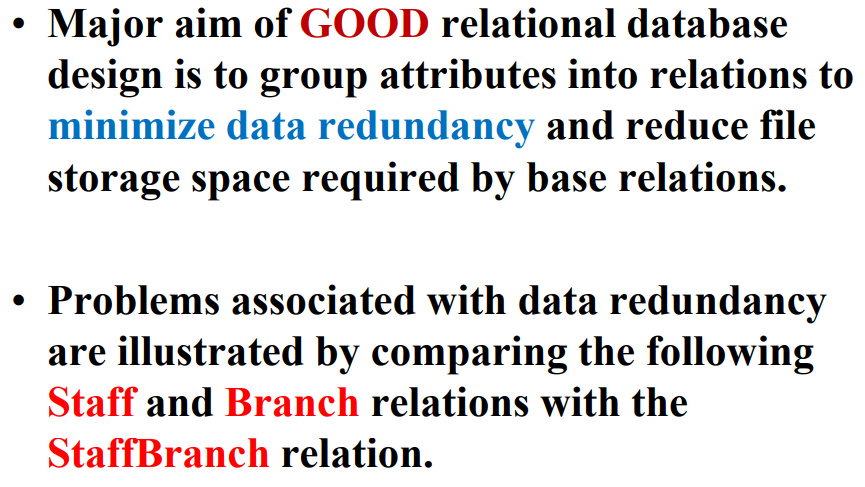 • Major aim of GOOD relational database
design is to group attributes into relations to
minimize data redundancy and reduce file
storage space required by base relations.
• Problems associated with data redundancy
are illustrated by comparing the following
Staff and Branch relations with the
StaffBranch relation.